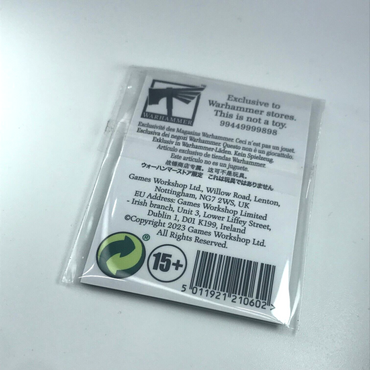 WARHAMMER
Exclusive to
Warhammer stores.
This is not a toy.
99449999898
Exclusivité des Magasins Warhammer Ceci n'est pas un jouet.
Esclusiva dei negozi Warhammer Questo non è un giocattolo.
Exklusiv in Warhammer Läden. Kein Spielzeug.
Artículo exclusivo de tiendas Warhammer
Este artículo no es un juguete.
战锤商店专属。这可不是玩具。
ウォーハンマーストア限定 これは玩具ではありません
Games Workshop Ltd., Willow Road, Lenton,
Nottingham, NG7 2WS, UK
EU Address: Games Workshop Limited
- Irish branch, Unit 3, Lower Liffey Street,
Dublin 1, D01 K199, Ireland
©Copyright 2023 Games Workshop Ltd.
All Rights Reserved.
15+
5 011921 210602